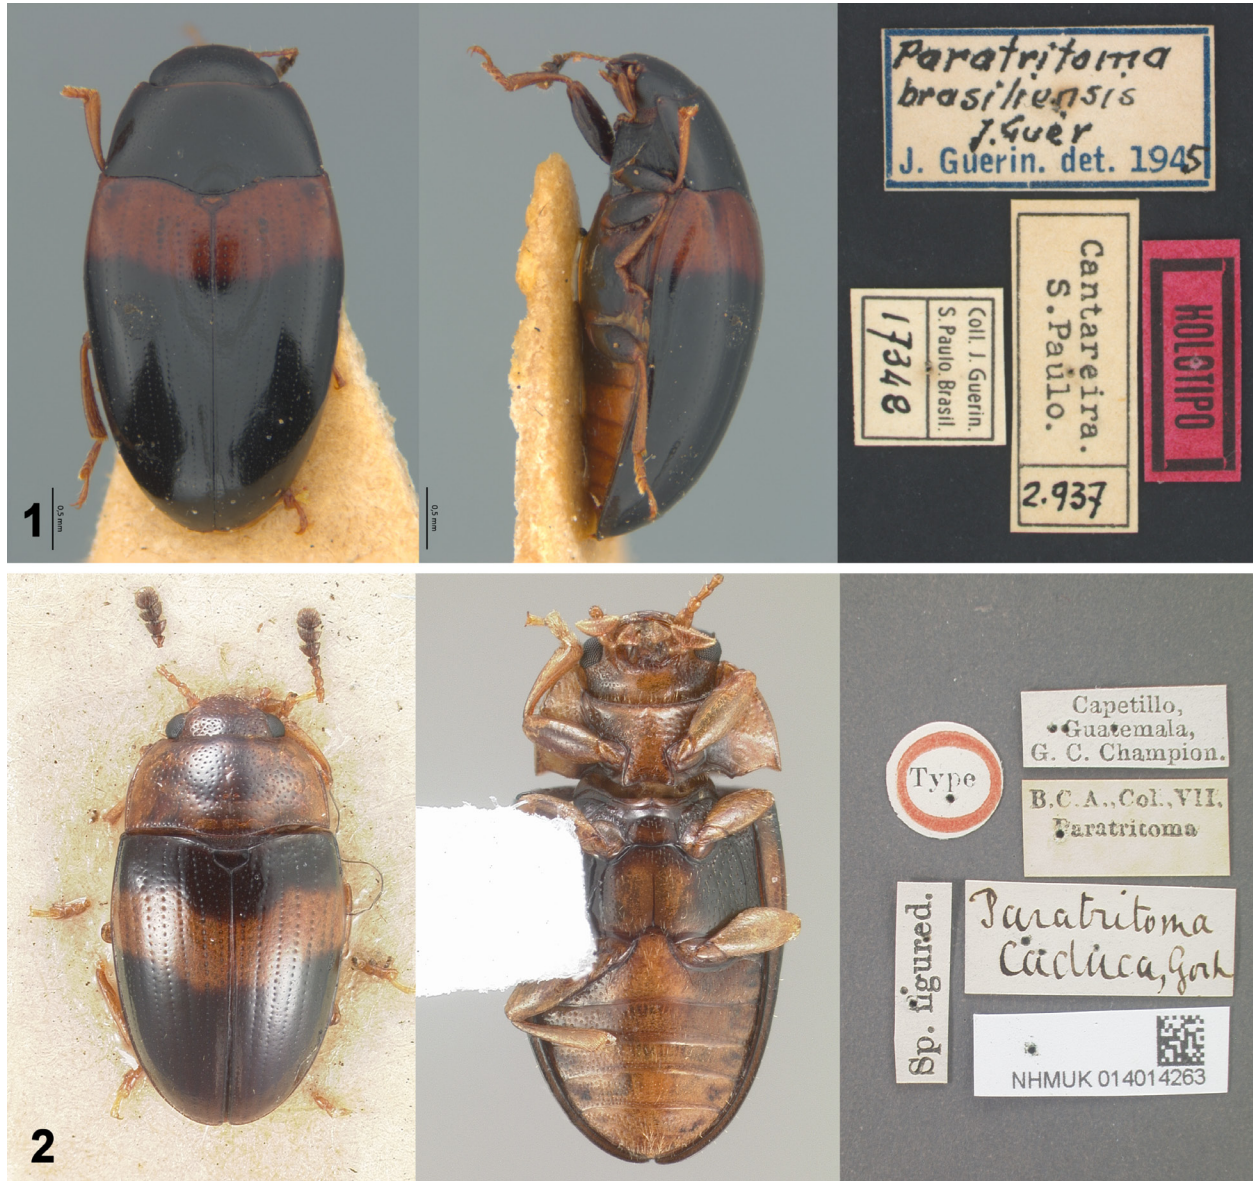 Paratritoma
brasiliensis
J. Guér
J. Guerin. det. 1945
Cantareira.
S. Paulo.
2.937
HOLOTIPO
Coll. J. Guerin.
S. Paulo. Brasil.
17348
1
0,5 mm
0,5 mm
Type
Capetillo,
Guatemala,
G. C. Champion.
B.C.A., Col., VII.
Paratritoma
Sp. figured.
Paratritoma
Caduca, Gorh
NHMUK 014014263
2